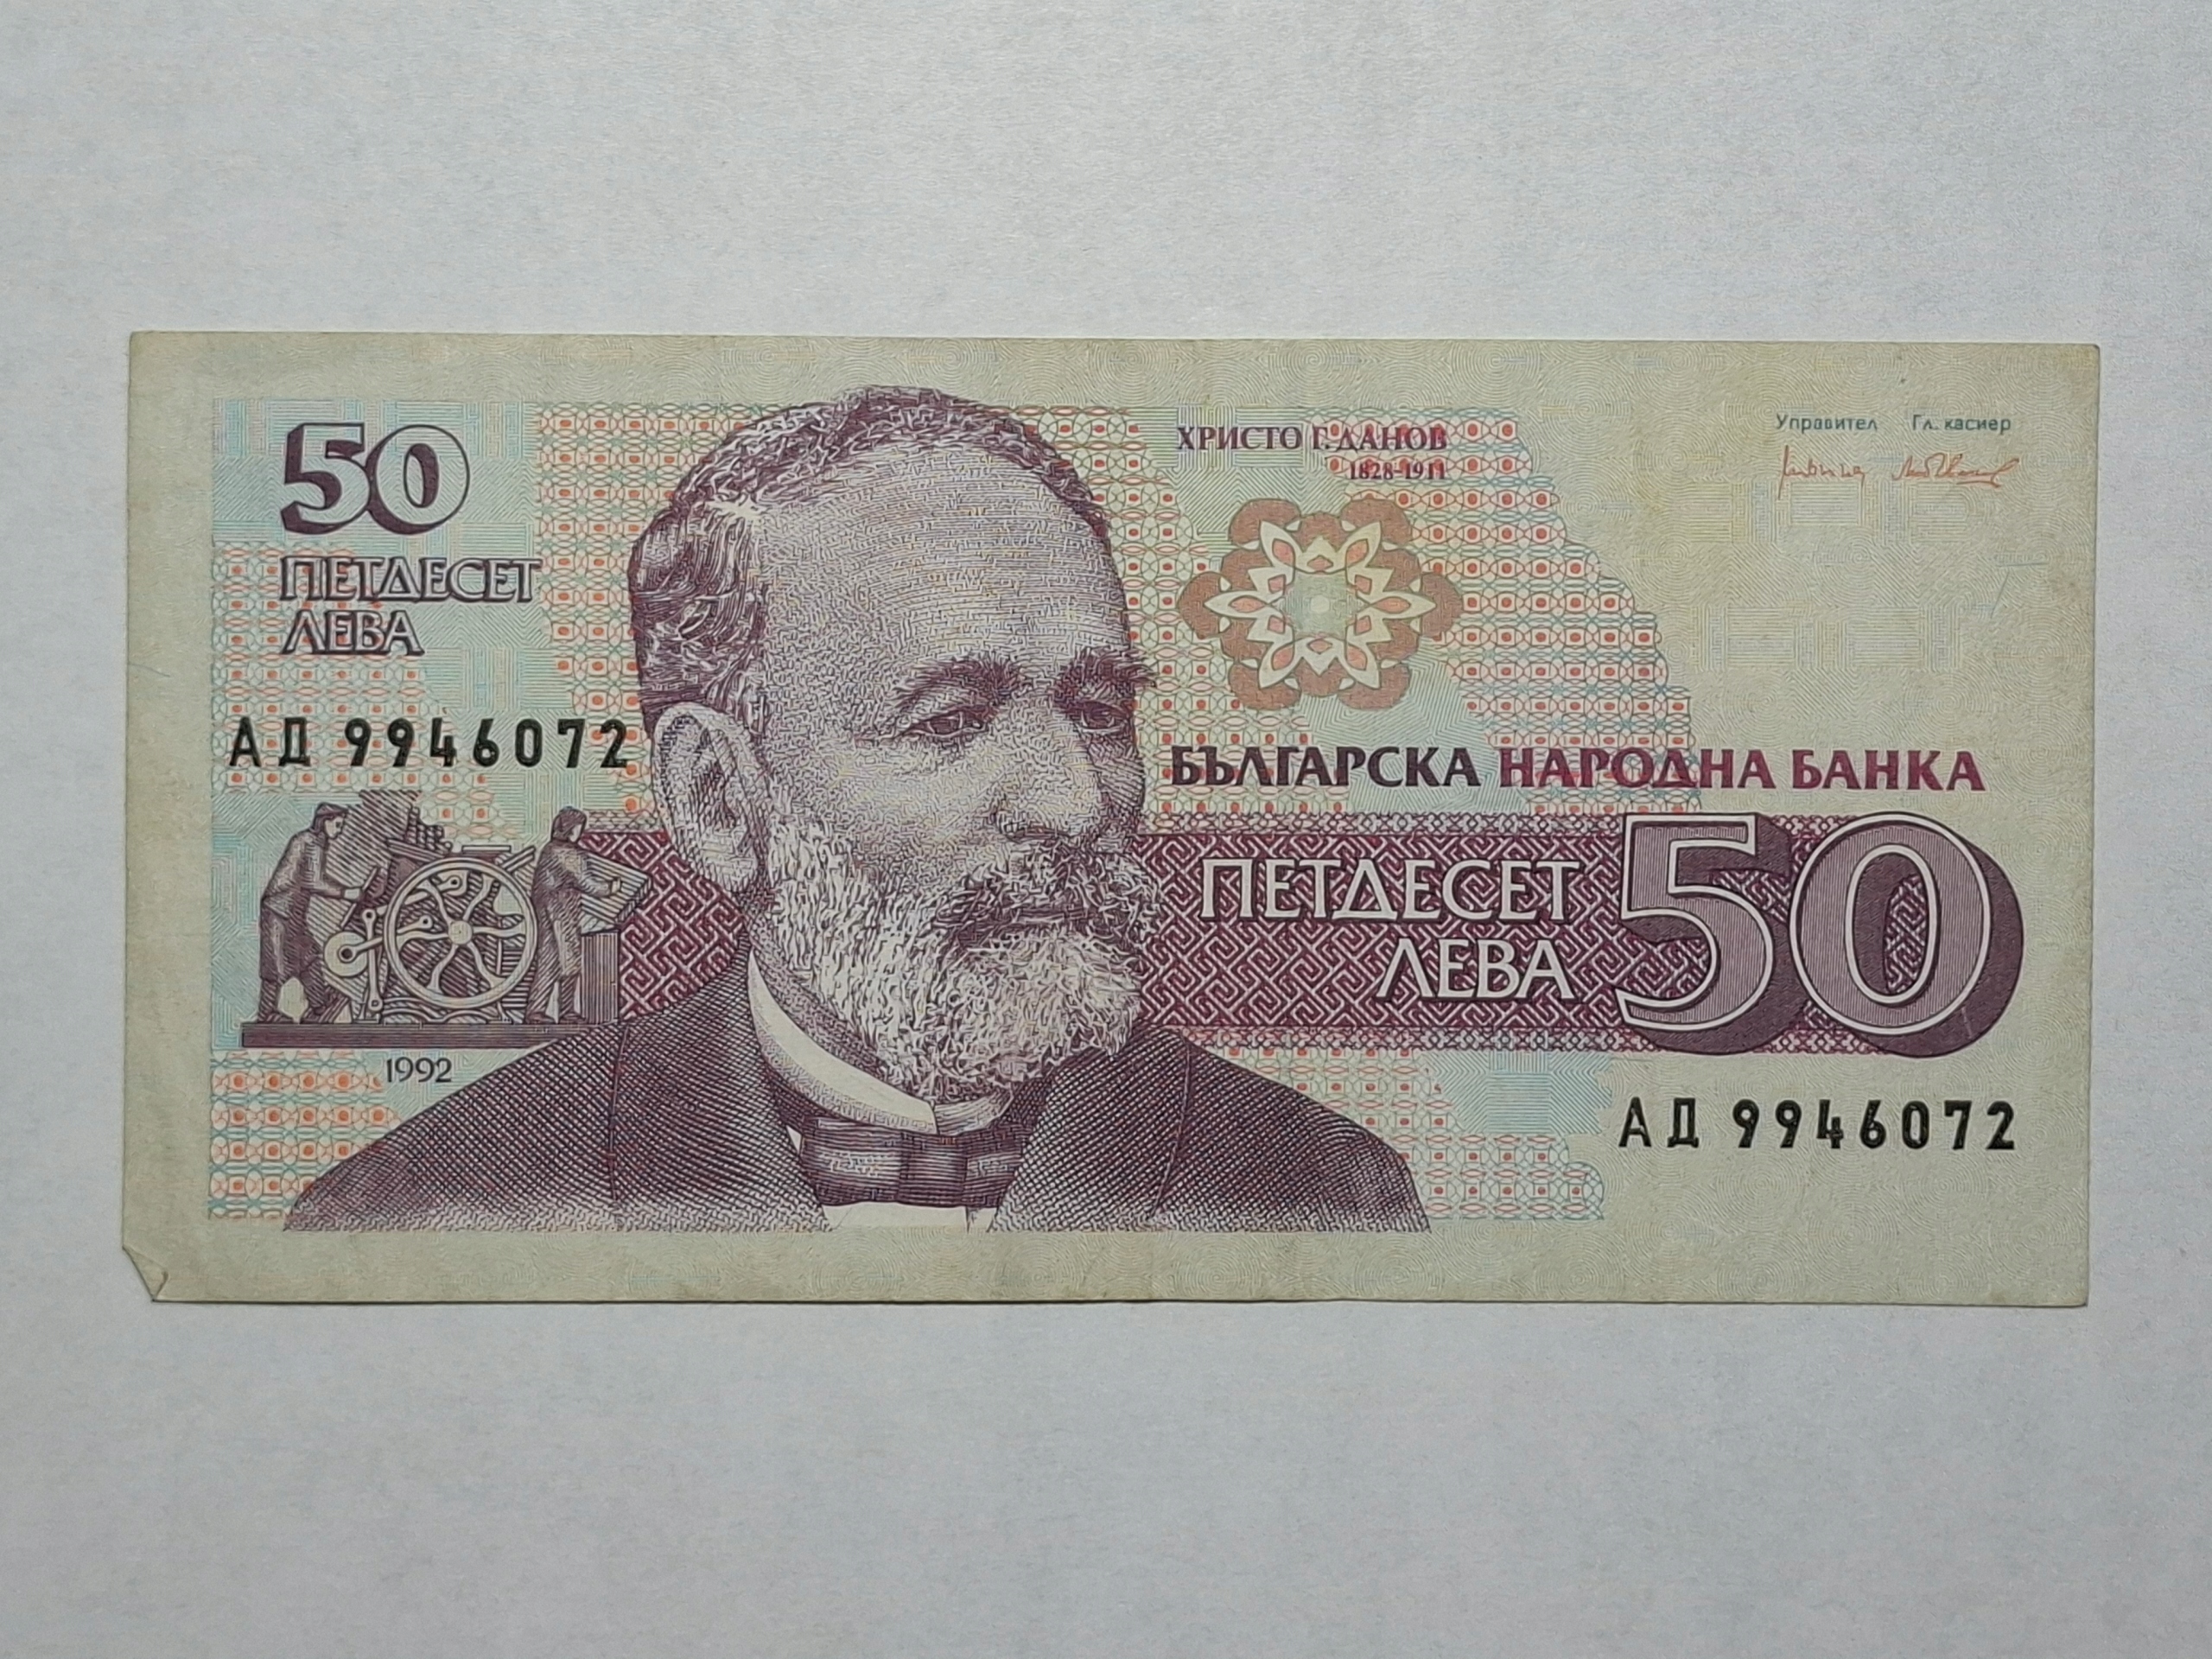 50
ПЕТДЕСЕТ
ЛЕВА
ХРИСТО Г. ДАНОВ
1828-1911
Управител Гл. касиер
АД 9946072
БЪЛГАРСКА НАРОДНА БАНКА
ПЕТДЕСЕТ
ЛЕВА
50
1992
АД 9946072